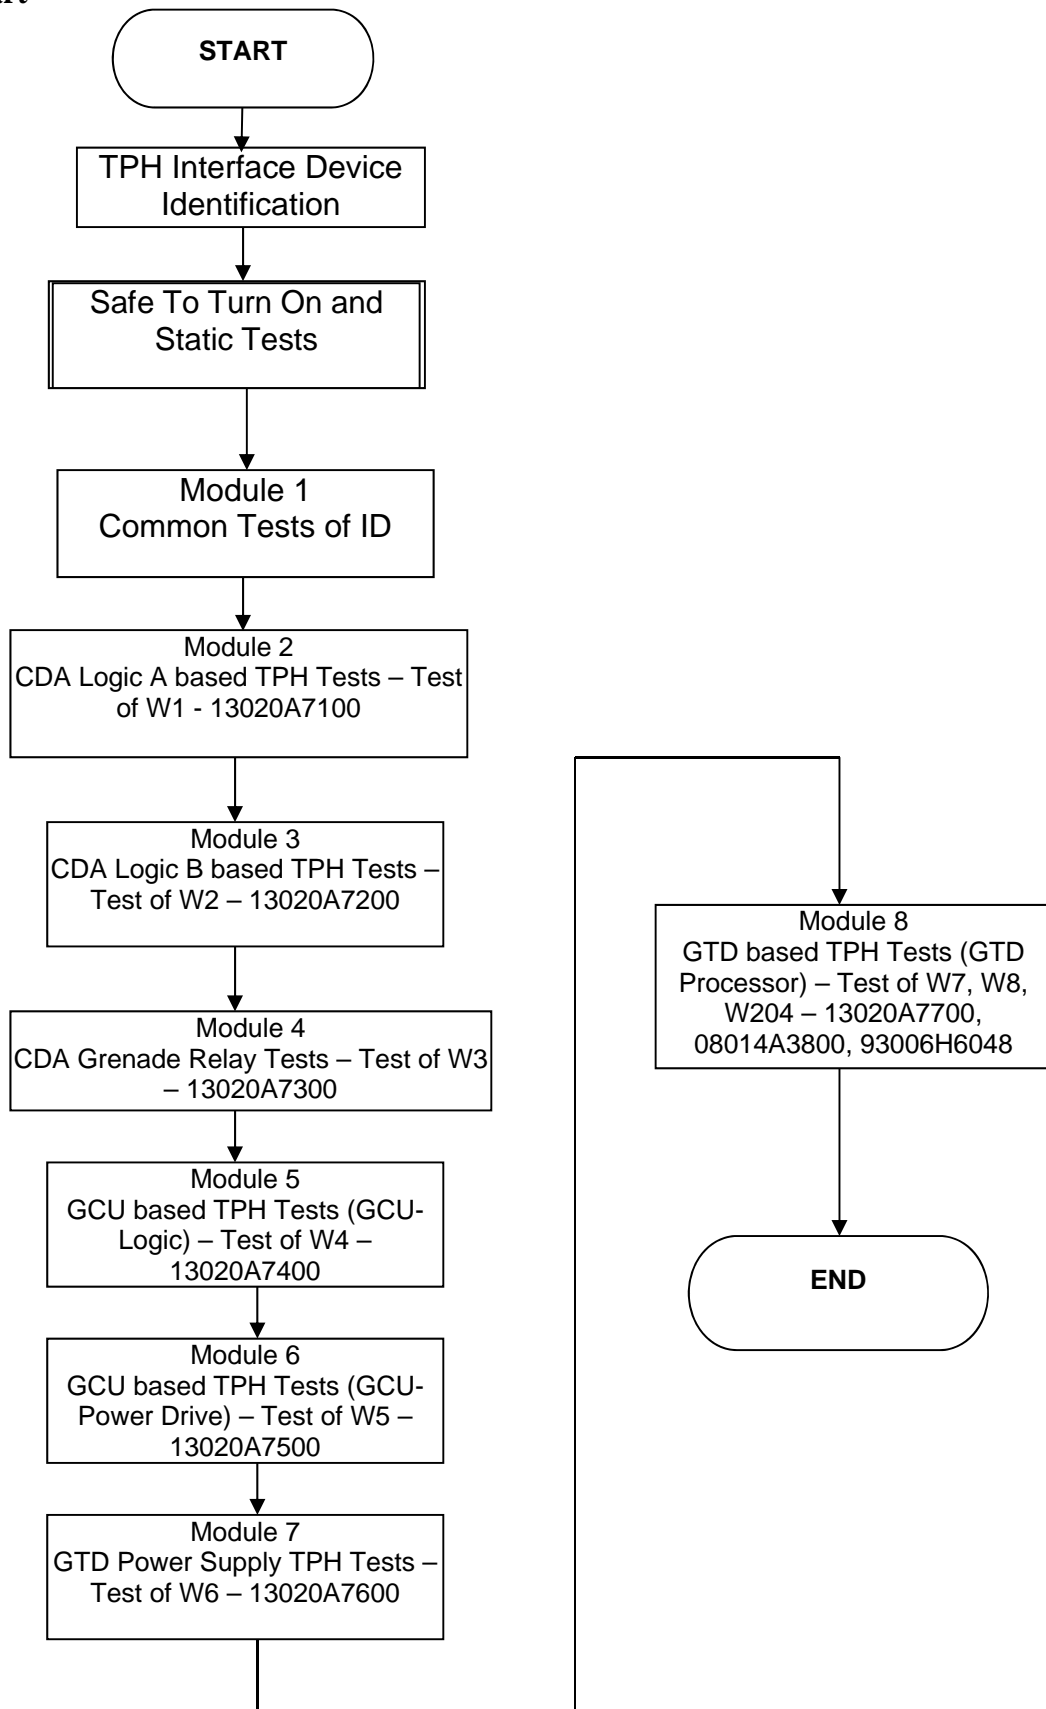 START
TPH Interface Device
Identification
Safe To Turn On and
Static Tests
Module 1
Common Tests of ID
Module 2
CDA Logic A based TPH Tests – Test
of W1 - 13020A7100
Module 3
CDA Logic B based TPH Tests –
Test of W2 – 13020A7200
Module 4
CDA Grenade Relay Tests – Test of W3
– 13020A7300
Module 5
GCU based TPH Tests (GCU-
Logic) – Test of W4 –
13020A7400
Module 6
GCU based TPH Tests (GCU-
Power Drive) – Test of W5 –
13020A7500
Module 7
GTD Power Supply TPH Tests –
Test of W6 – 13020A7600
Module 8
GTD based TPH Tests (GTD
Processor) – Test of W7, W8,
W204 – 13020A7700,
08014A3800, 93006H6048
END